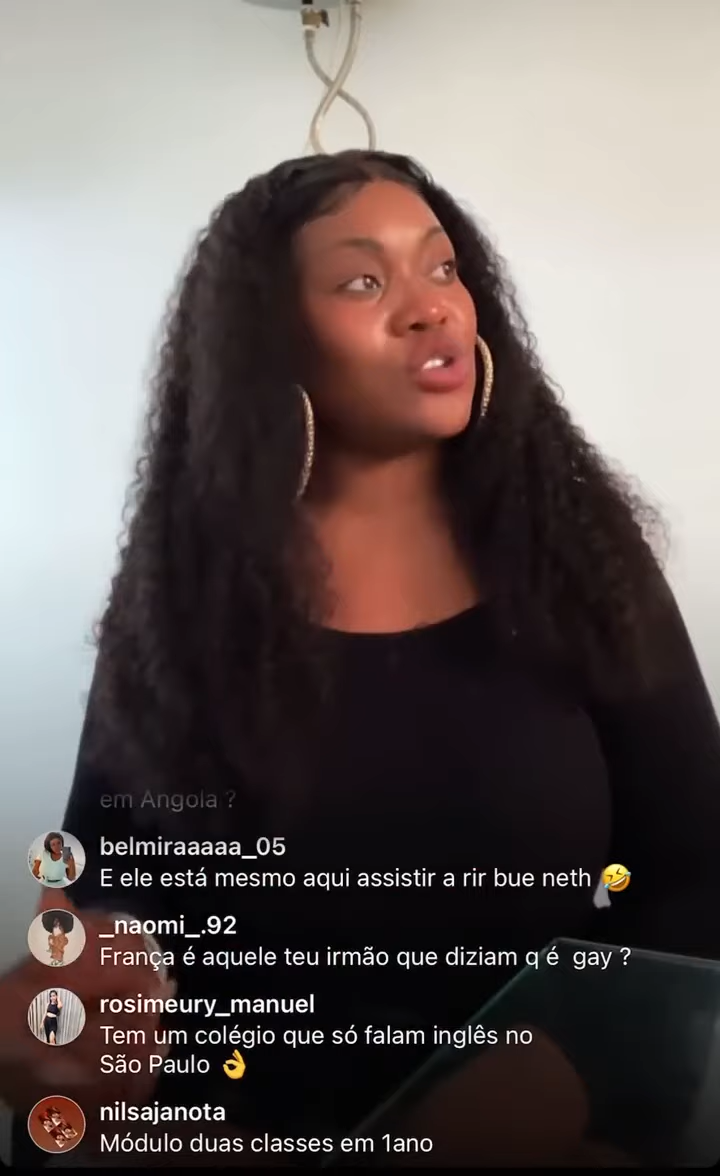 em Angola ?
belmiraaaaa_05
E ele está mesmo aqui assistir a rir bue neth 🤣
_naomi_.92
França é aquele teu irmão que diziam q é gay ?
rosimeury_manuel
Tem um colégio que só falam inglês no
São Paulo 👌
nilsajanota
Módulo duas classes em 1ano